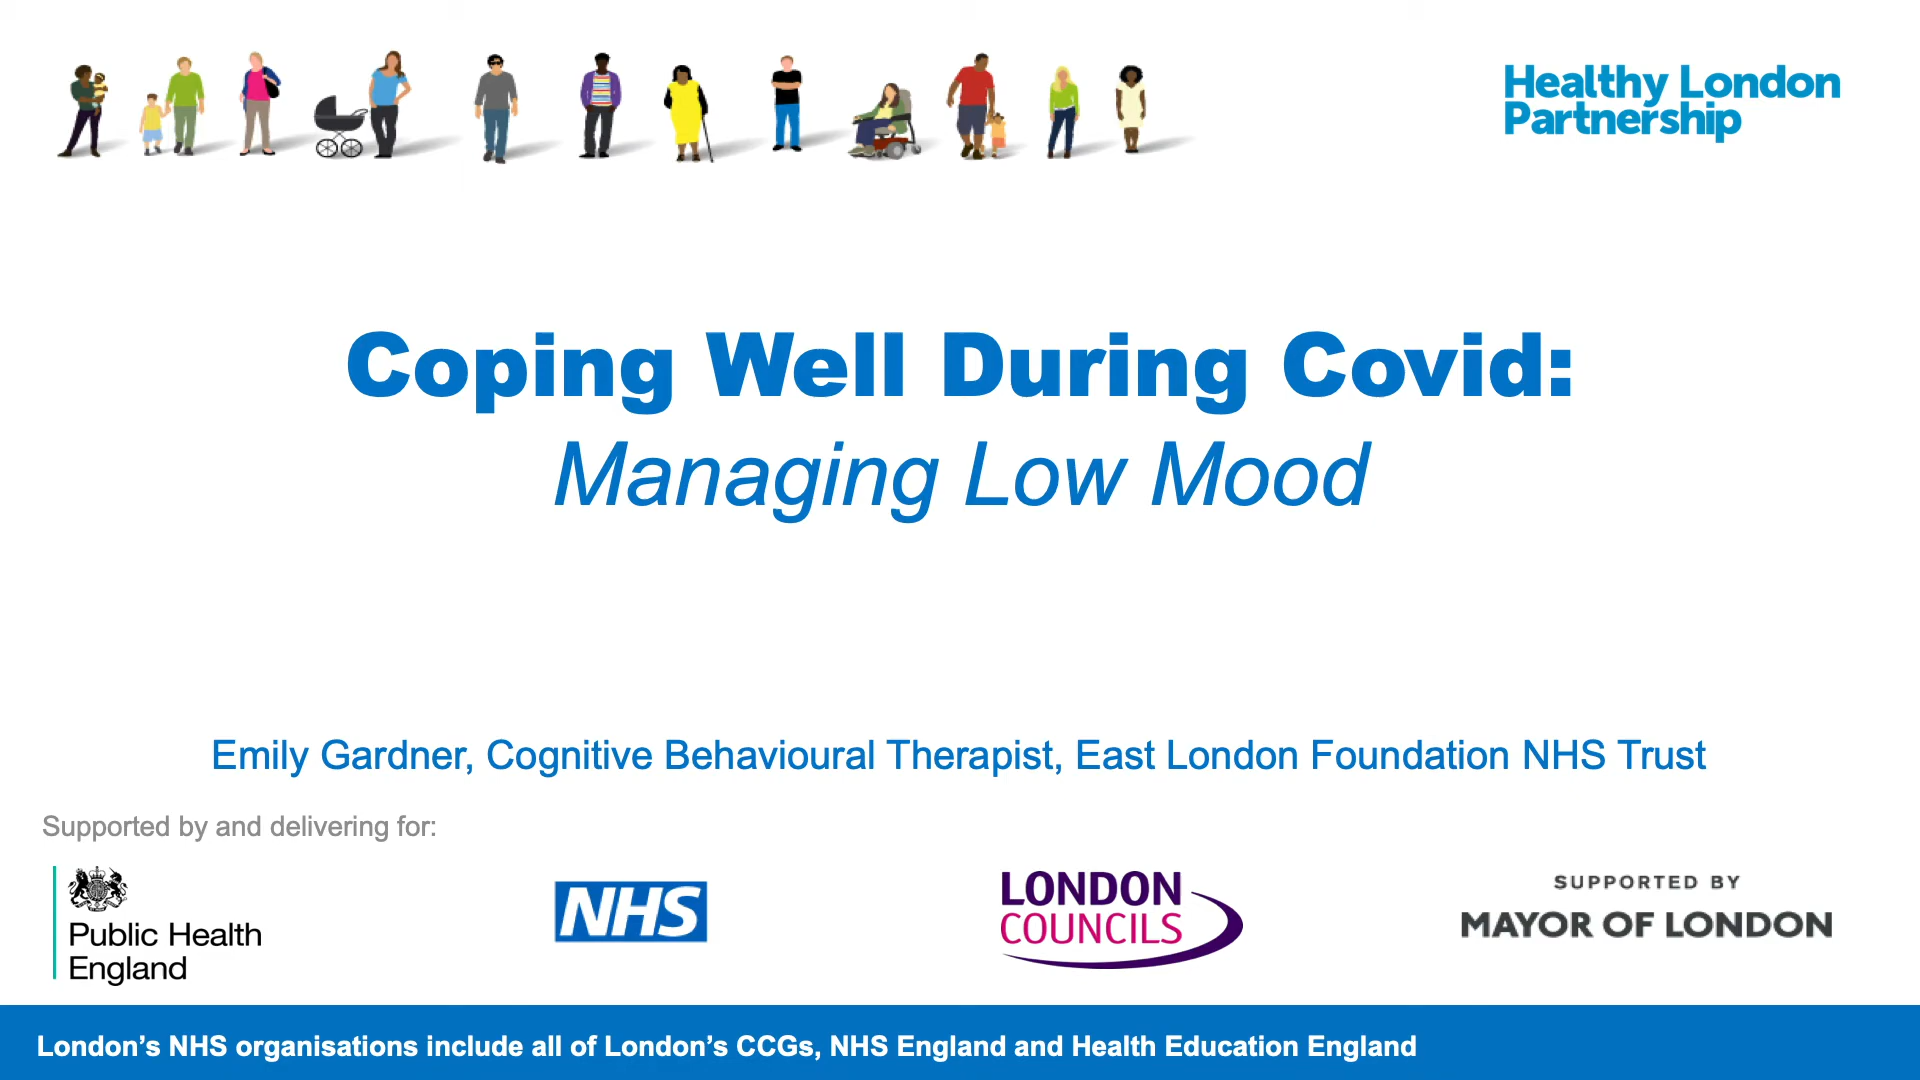 Healthy London
Partnership
Coping Well During Covid:
Managing Low Mood
Emily Gardner, Cognitive Behavioural Therapist, East London Foundation NHS Trust
Supported by and delivering for:
Public Health
England
NHS
LONDON
COUNCILS
SUPPORTED BY
MAYOR OF LONDON
London’s NHS organisations include all of London’s CCGs, NHS England and Health Education England